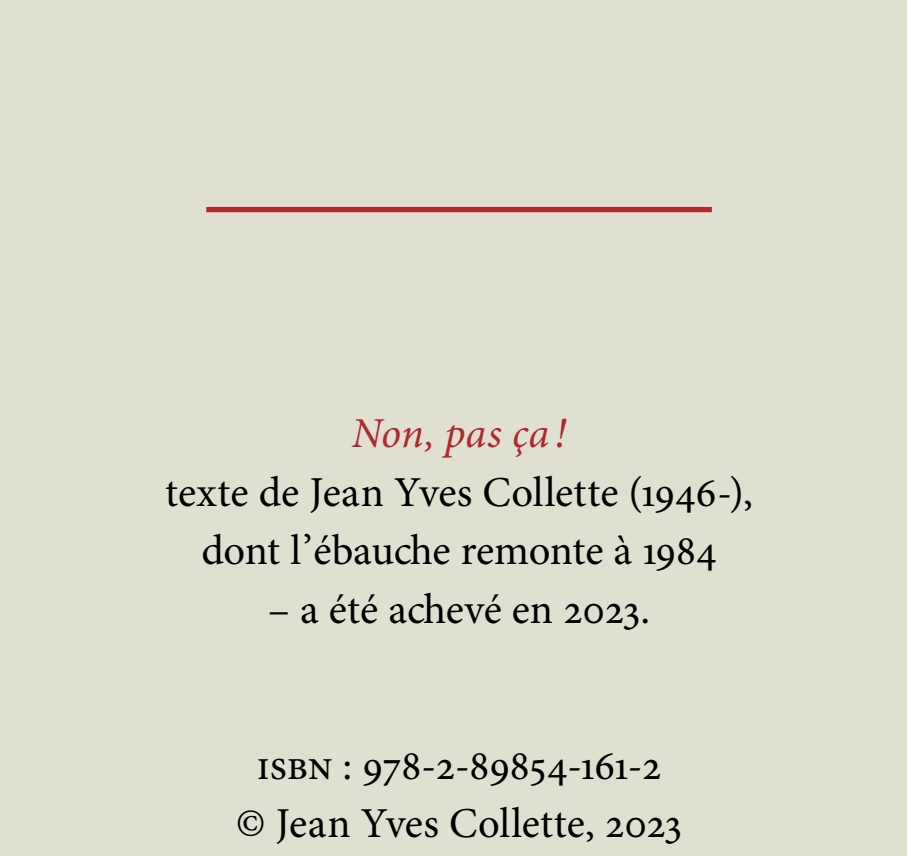 Non, pas ça !
texte de Jean Yves Collette (1946-),
dont l’ébauche remonte à 1984
– a été achevé en 2023.
ISBN : 978-2-89854-161-2
© Jean Yves Collette, 2023